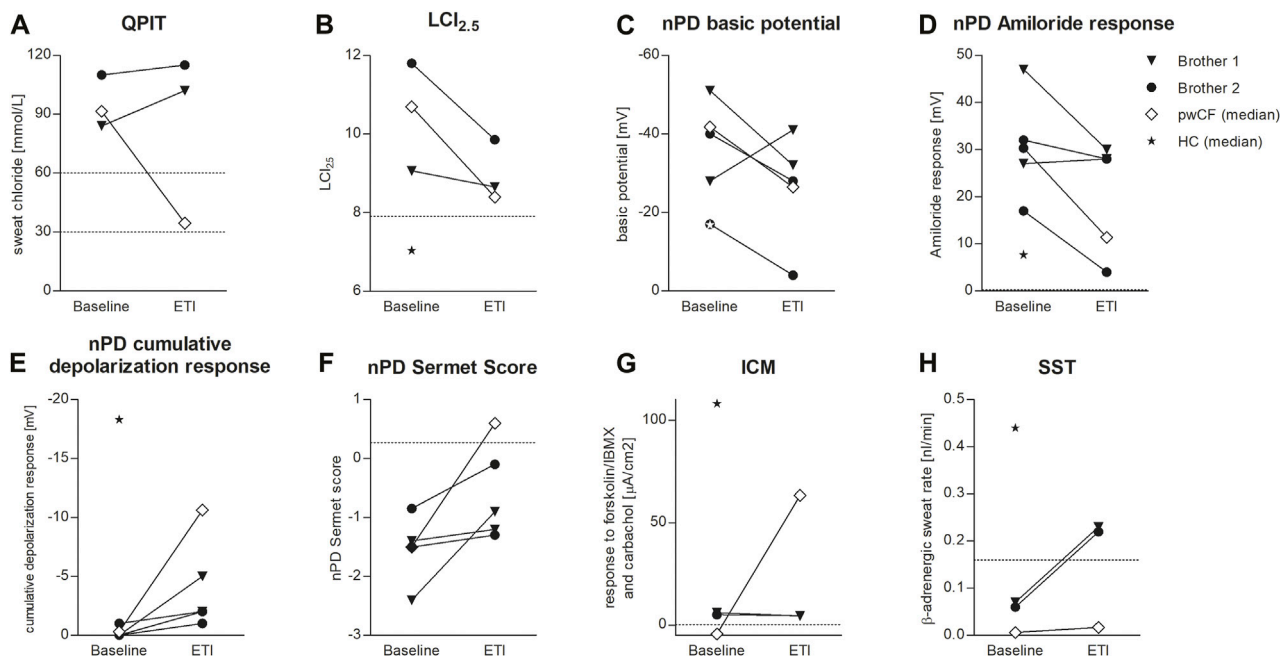 A
QPIT
sweat chloride [mmol/L]
120
90
60
30
0
Baseline
ETI
B
LCI2.5
LCI2.5
12
10
8
6
Baseline
ETI
C
nPD basic potential
basic potential [mV]
-60
-40
-20
0
Baseline
ETI
D
nPD Amiloride response
Amiloride response [mV]
50
40
30
20
10
0
Baseline
ETI
Brother 1
Brother 2
pwCF (median)
HC (median)
E
nPD cumulative
depolarization response
cumulative depolarization response [mV]
-20
-15
-10
-5
0
Baseline
ETI
F
nPD Sermet Score
nPD Sermet score
1
0
-1
-2
-3
Baseline
ETI
G
ICM
response to forskolin/IBMX
and carbachol [µA/cm2]
100
50
0
Baseline
ETI
H
SST
β-adrenergic sweat rate [nl/min]
0.5
0.4
0.3
0.2
0.1
0.0
Baseline
ETI